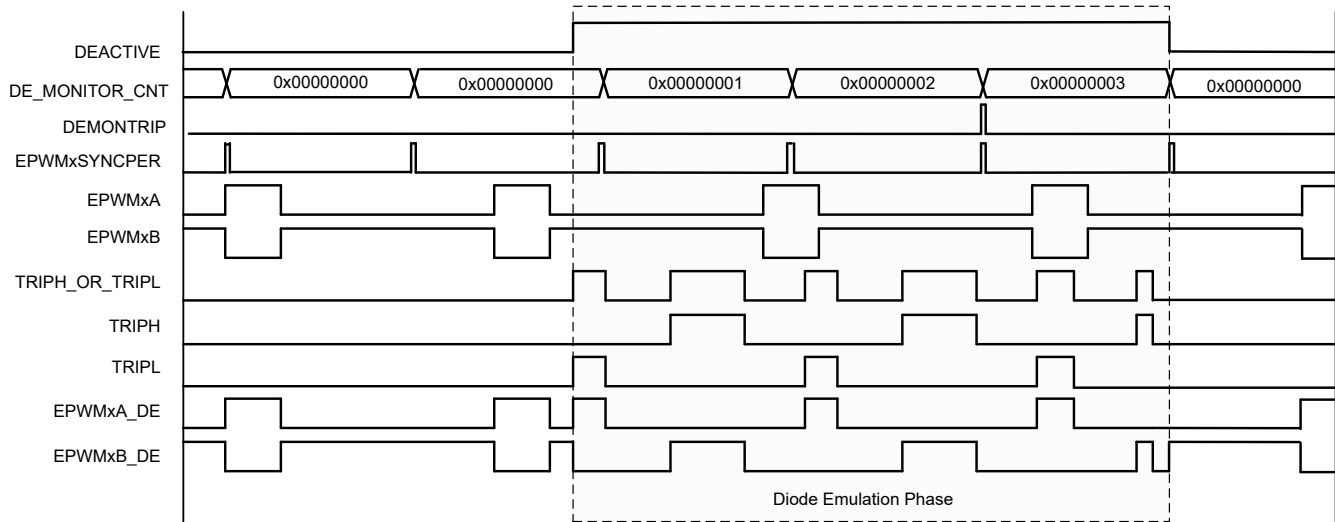 DEACTIVE
DE_MONITOR_CNT 0x00000000 0x00000000 0x00000001 0x00000002 0x00000003 0x00000000
DEMONTRIP
EPWMxSYNCPER
EPWMxA
EPWMxB
TRIPH_OR_TRIPL
TRIPH
TRIPL
EPWMxA_DE
EPWMxB_DE
Diode Emulation Phase